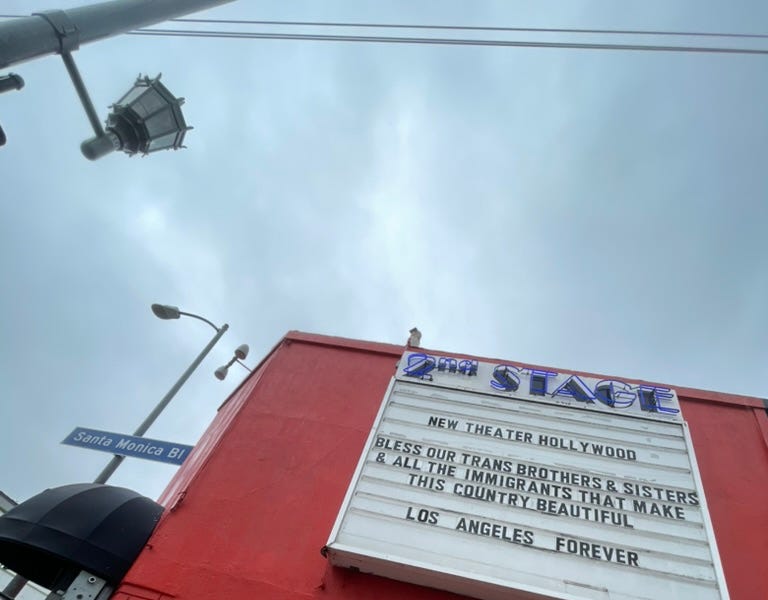 2nd STAGE
NEW THEATER HOLLYWOOD
BLESS OUR TRANS BROTHERS & SISTERS
& ALL THE IMMIGRANTS THAT MAKE
THIS COUNTRY BEAUTIFUL
LOS ANGELES FOREVER
Santa Monica Bl